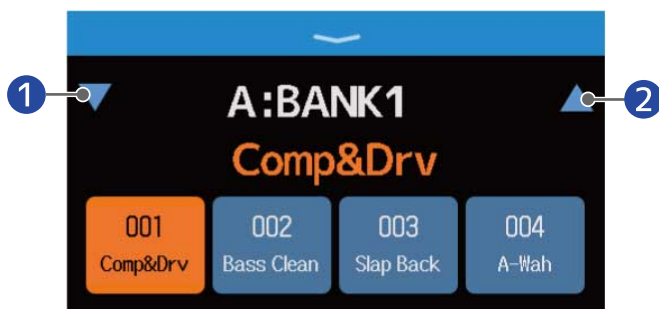 1
2
A:BANK1
Comp&Drv
001
Comp&Drv
002
Bass Clean
003
Slap Back
004
A-Wah